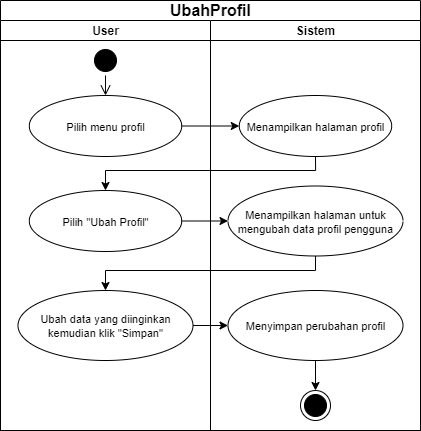 UbahProfil
User
Sistem
Pilih menu profil
Menampilkan halaman profil
Pilih "Ubah Profil"
Menampilkan halaman untuk
mengubah data profil pengguna
Ubah data yang diinginkan
kemudian klik "Simpan"
Menyimpan perubahan profil